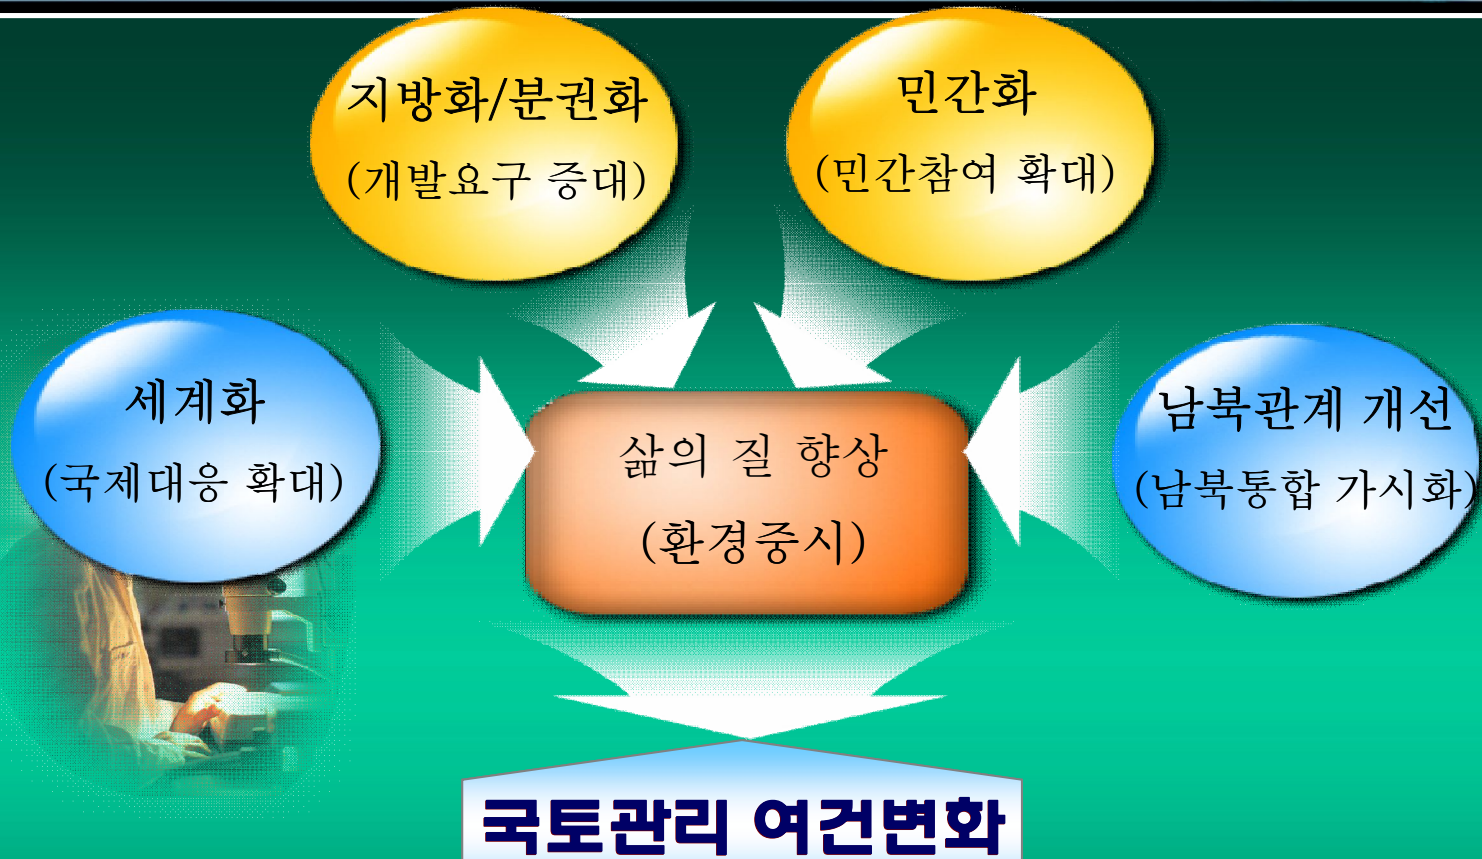 지방화/분권화
(개발요구 증대)
민간화
(민간참여 확대)
세계화
(국제대응 확대)
삶의 질 향상
(환경중시)
남북관계 개선
(남북통합 가시화)
국토관리 여건변화